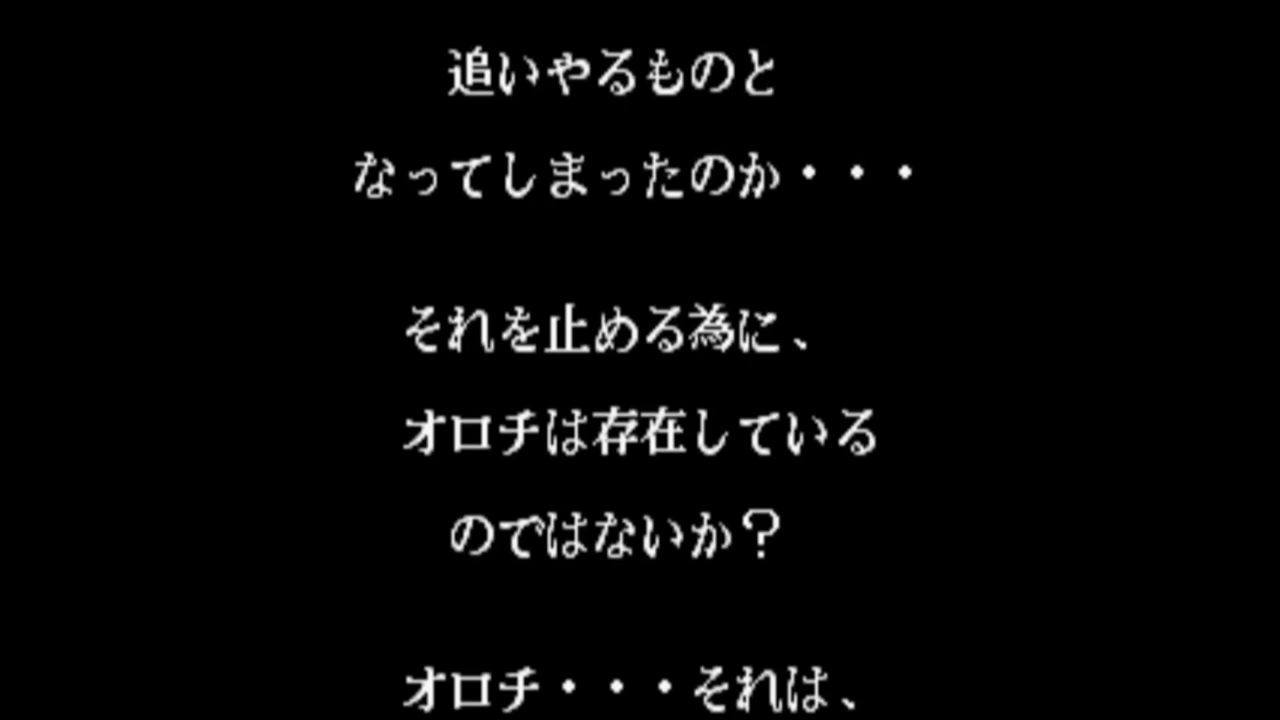 追いやるものと
なってしまったのか・・・
それを止める為に、
オロチは存在している
のではないか？
オロチ・・・それは、